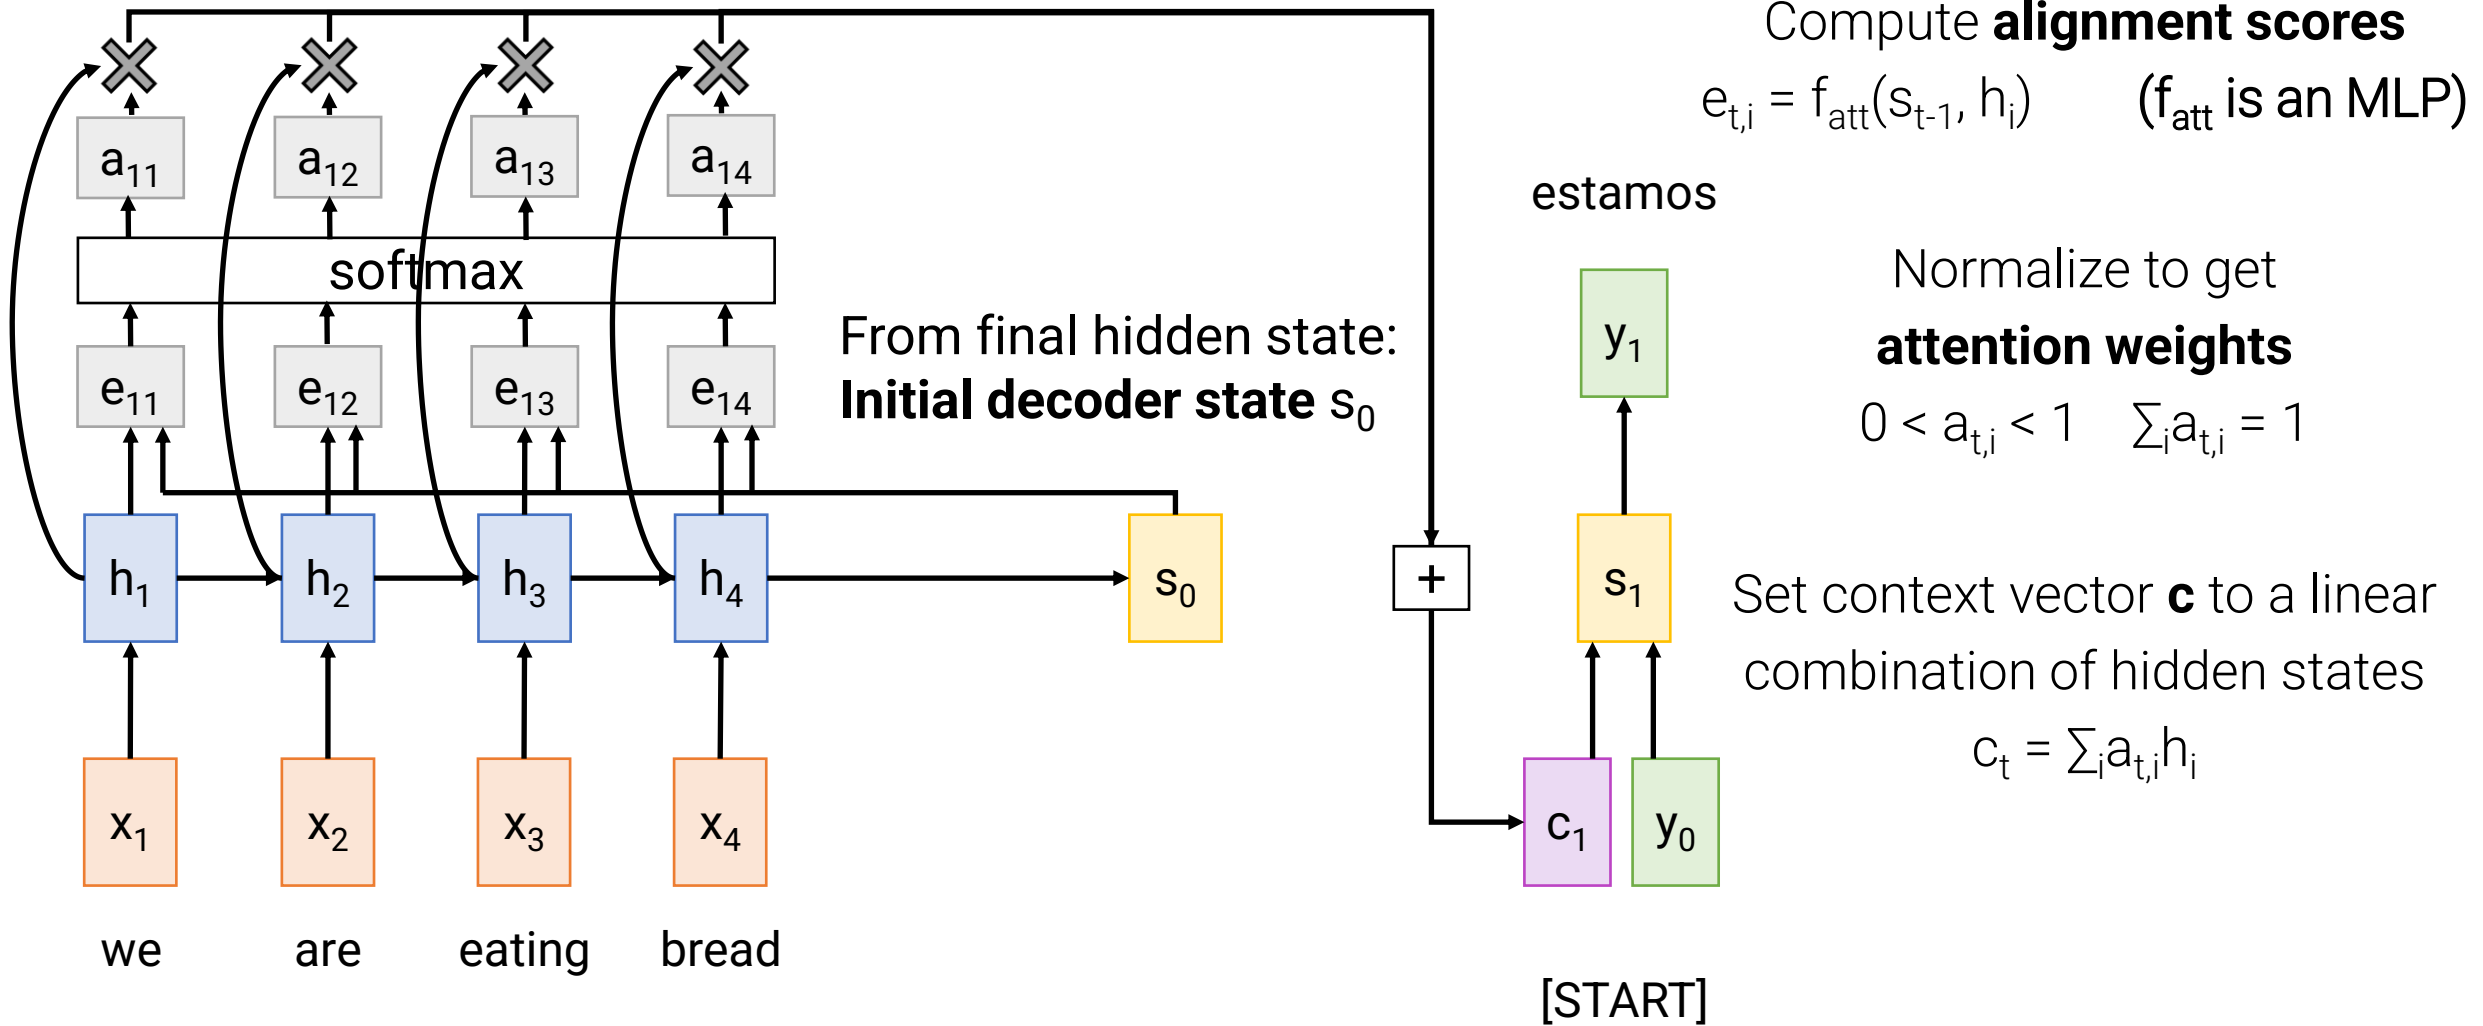 Compute alignment scores
e_{t,i} = f_{att}(s_{t-1}, h_i) (f_{att} is an MLP)
a_{11} a_{12} a_{13} a_{14}
estamos
softmax
Normalize to get
attention weights
0 < a_{t,i} < 1 ∑_i a_{t,i} = 1
From final hidden state:
Initial decoder state s_0
y_1
e_{11} e_{12} e_{13} e_{14}
h_1 h_2 h_3 h_4 s_0 + s_1
Set context vector c to a linear
combination of hidden states
c_t = ∑_i a_{t,i} h_i
x_1 x_2 x_3 x_4 c_1 y_0
we are eating bread
[START]